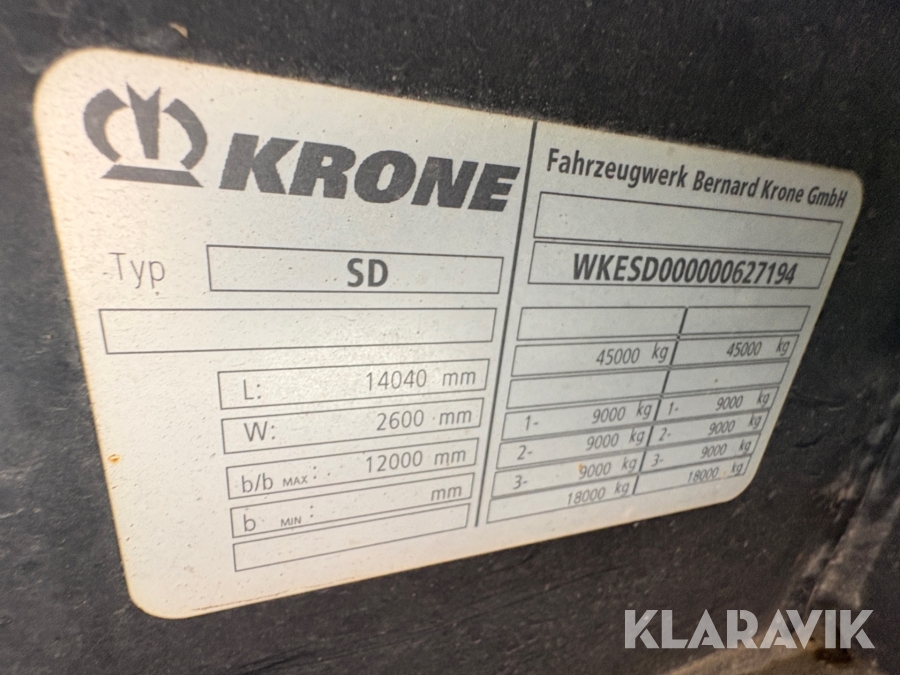 KRONE
Typ SD
L: 14040 mm
W: 2600 mm
b/b MAX: 12000 mm
b MIN: mm
Fahrzeugwerk Bernard Krone GmbH
WKESD000000627194
45000 kg 45000 kg
1- 9000 kg 1- 9000 kg
2- 9000 kg 2- 9000 kg
3- 9000 kg 3- 9000 kg
18000 kg 18000 kg
KLARAVIK